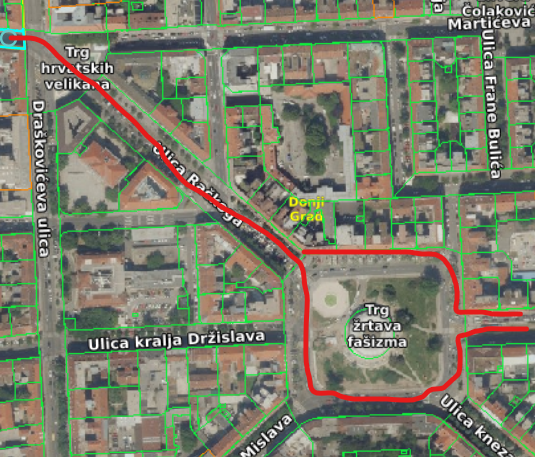 Čolaković
Martićeva
Trg
hrvatskih
velikana
Ulica Frane Bulića
Draškovićeva ulica
Ulica Račkoga
Donji
Grad
Trg
žrtava
fašizma
Ulica kralja Držislava
Mislava
Ulica kneza